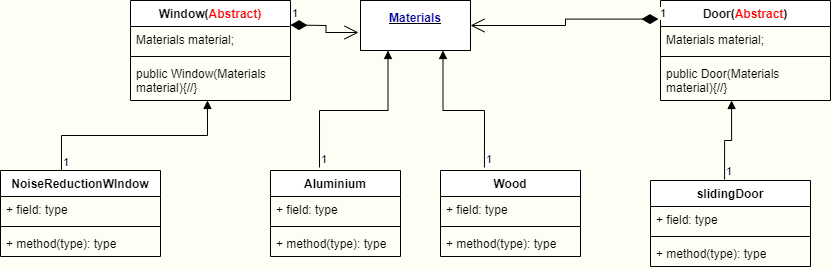 Window(Abstract)
Materials material;
public Window(Materials
material){//}
1
Materials
1
Door(Abstract)
Materials material;
public Door(Materials
material){//}
1
NoiseReductionWIndow
+ field: type
+ method(type): type
1
Aluminium
+ field: type
+ method(type): type
1
Wood
+ field: type
+ method(type): type
1
slidingDoor
+ field: type
+ method(type): type